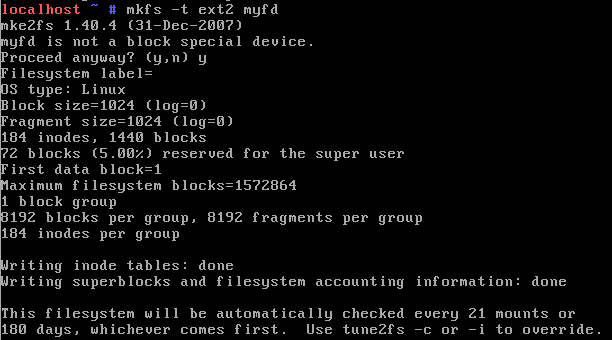 localhost ~ # mkfs -t ext2 myfd
mke2fs 1.40.4 (31-Dec-2007)
myfd is not a block special device.
Proceed anyway? (y,n) y
Filesystem label=
OS type: Linux
Block size=1024 (log=0)
Fragment size=1024 (log=0)
184 inodes, 1440 blocks
72 blocks (5.00%) reserved for the super user
First data block=1
Maximum filesystem blocks=1572864
1 block group
8192 blocks per group, 8192 fragments per group
184 inodes per group
Writing inode tables: done
Writing superblocks and filesystem accounting information: done
This filesystem will be automatically checked every 21 mounts or
180 days, whichever comes first.  Use tune2fs -c or -i to override.